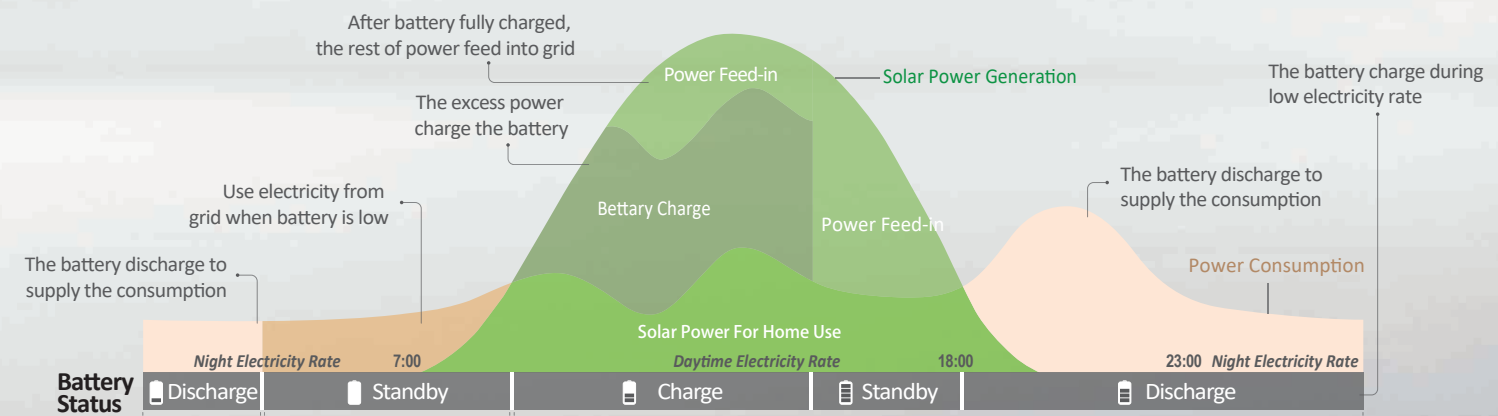 After battery fully charged,
the rest of power feed into grid
Power Feed-in
Solar Power Generation
The battery charge during
low electricity rate
The excess power
charge the battery
Use electricity from
grid when battery is low
Bettary Charge
Power Feed-in
The battery discharge to
supply the consumption
The battery discharge to
supply the consumption
Power Consumption
Solar Power For Home Use
Night Electricity Rate 7:00 Daytime Electricity Rate 18:00 23:00 Night Electricity Rate
Battery
Status
Discharge Standby Charge Standby Discharge